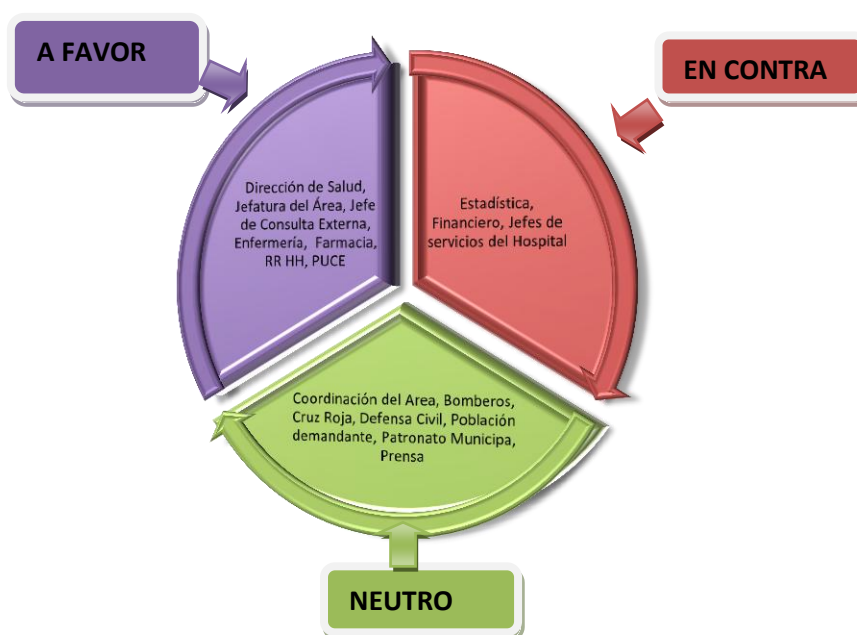 A FAVOR
EN CONTRA
Dirección de Salud,
Jefatura del Área, Jefe
de Consulta Externa,
Enfermería, Farmacia,
RR HH, PUCE
Estadística,
Financiero, Jefes de
servicios del Hospital
Coordinación del Area, Bomberos,
Cruz Roja, Defensa Civil, Población
demandante, Patronato Municipa,
Prensa
NEUTRO